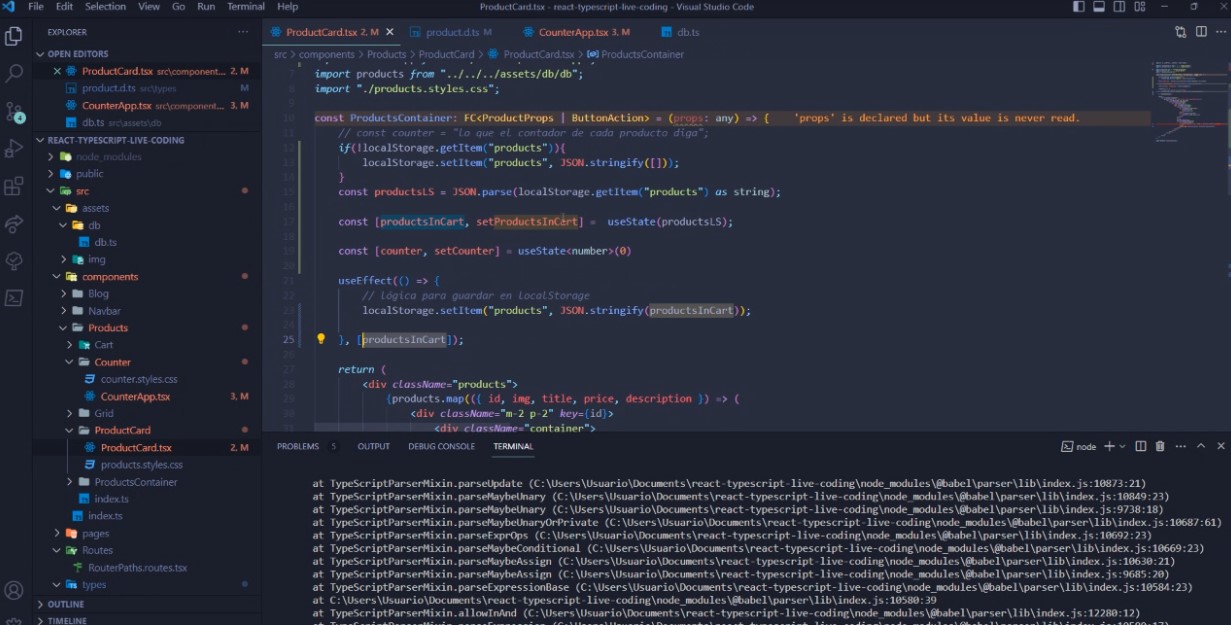 File Edit Selection View Go Run Terminal Help
ProductCard.tsx - react-typescript-live-coding - Visual Studio Code
EXPLORER
OPEN EDITORS
ProductCard.tsx src\component... 2, M
product.d.ts src\types M
CounterApp.tsx src\component... 3, M
db.ts src\assets\db
REACT-TYPESCRIPT-LIVE-CODING
node_modules
public
src
assets
db
db.ts
img
components
Blog
Navbar
Products
Cart
Counter
counter.styles.css
CounterApp.tsx 3, M
Grid
ProductCard
ProductCard.tsx 2, M
products.styles.css
ProductsContainer
index.ts
index.ts
pages
Routes
RouterPaths.routes.tsx
types
OUTLINE
TIMELINE
4
ProductCard.tsx 2, M
product.d.ts M
CounterApp.tsx 3, M
db.ts
src > components > Products > ProductCard > ProductCard.tsx > ProductsContainer
import products from "../../../assets/db/db";
import "./products.styles.css";
const ProductsContainer: FC<ProductProps | ButtonAction> = (props: any) => { 'props' is declared but its value is never read.
// const counter = "lo que el contador de cada producto diga";
if(!localStorage.getItem("products")){
localStorage.setItem("products", JSON.stringify([]));
}
const productsLS = JSON.parse(localStorage.getItem("products") as string);
const [productsInCart, setProductsInCart] = useState(productsLS);
const [counter, setCounter] = useState<number>(0)
useEffect(() => {
// lógica para guardar en localStorage
localStorage.setItem("products", JSON.stringify(productsInCart));
25 }, [productsInCart]);
return (
<div className="products">
{products.map(({ id, img, title, price, description }) => (
<div className="m-2 p-2" key={id}>
<div className="container">
PROBLEMS 5 OUTPUT DEBUG CONSOLE TERMINAL
node
at TypeScriptParserMixin.parseUpdate (C:\Users\Usuario\Documents\react-typescript-live-coding\node_modules\@babel\parser\lib\index.js:10873:21)
at TypeScriptParserMixin.parseMaybeUnary (C:\Users\Usuario\Documents\react-typescript-live-coding\node_modules\@babel\parser\lib\index.js:10849:23)
at TypeScriptParserMixin.parseMaybeUnary (C:\Users\Usuario\Documents\react-typescript-live-coding\node_modules\@babel\parser\lib\index.js:9738:18)
at TypeScriptParserMixin.parseMaybeUnaryOrPrivate (C:\Users\Usuario\Documents\react-typescript-live-coding\node_modules\@babel\parser\lib\index.js:10687:61)
at TypeScriptParserMixin.parseExprOps (C:\Users\Usuario\Documents\react-typescript-live-coding\node_modules\@babel\parser\lib\index.js:10692:23)
at TypeScriptParserMixin.parseMaybeConditional (C:\Users\Usuario\Documents\react-typescript-live-coding\node_modules\@babel\parser\lib\index.js:10669:23)
at TypeScriptParserMixin.parseMaybeAssign (C:\Users\Usuario\Documents\react-typescript-live-coding\node_modules\@babel\parser\lib\index.js:10630:21)
at TypeScriptParserMixin.parseMaybeAssign (C:\Users\Usuario\Documents\react-typescript-live-coding\node_modules\@babel\parser\lib\index.js:9685:20)
at TypeScriptParserMixin.parseExpressionBase (C:\Users\Usuario\Documents\react-typescript-live-coding\node_modules\@babel\parser\lib\index.js:10584:23)
at C:\Users\Usuario\Documents\react-typescript-live-coding\node_modules\@babel\parser\lib\index.js:10580:39
at TypeScriptParserMixin.allowInAnd (C:\Users\Usuario\Documents\react-typescript-live-coding\node_modules\@babel\parser\lib\index.js:12280:12)